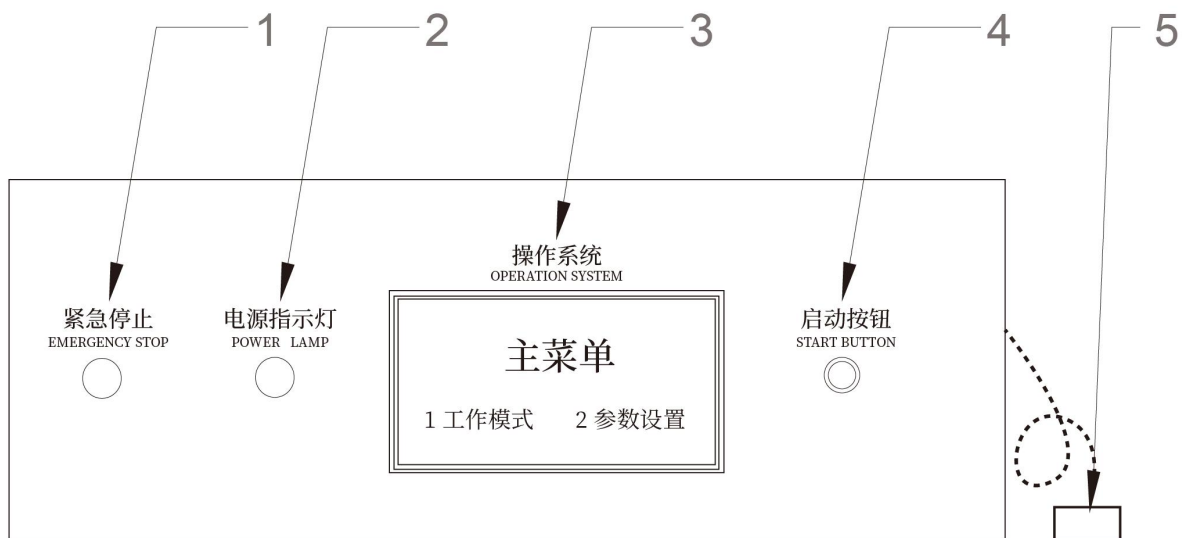 1 2 3 4 5
操作系统
OPERATION SYSTEM
紧急停止
EMERGENCY STOP
电源指示灯
POWER LAMP
启动按钮
START BUTTON
主菜单
1 工作模式 2 参数设置